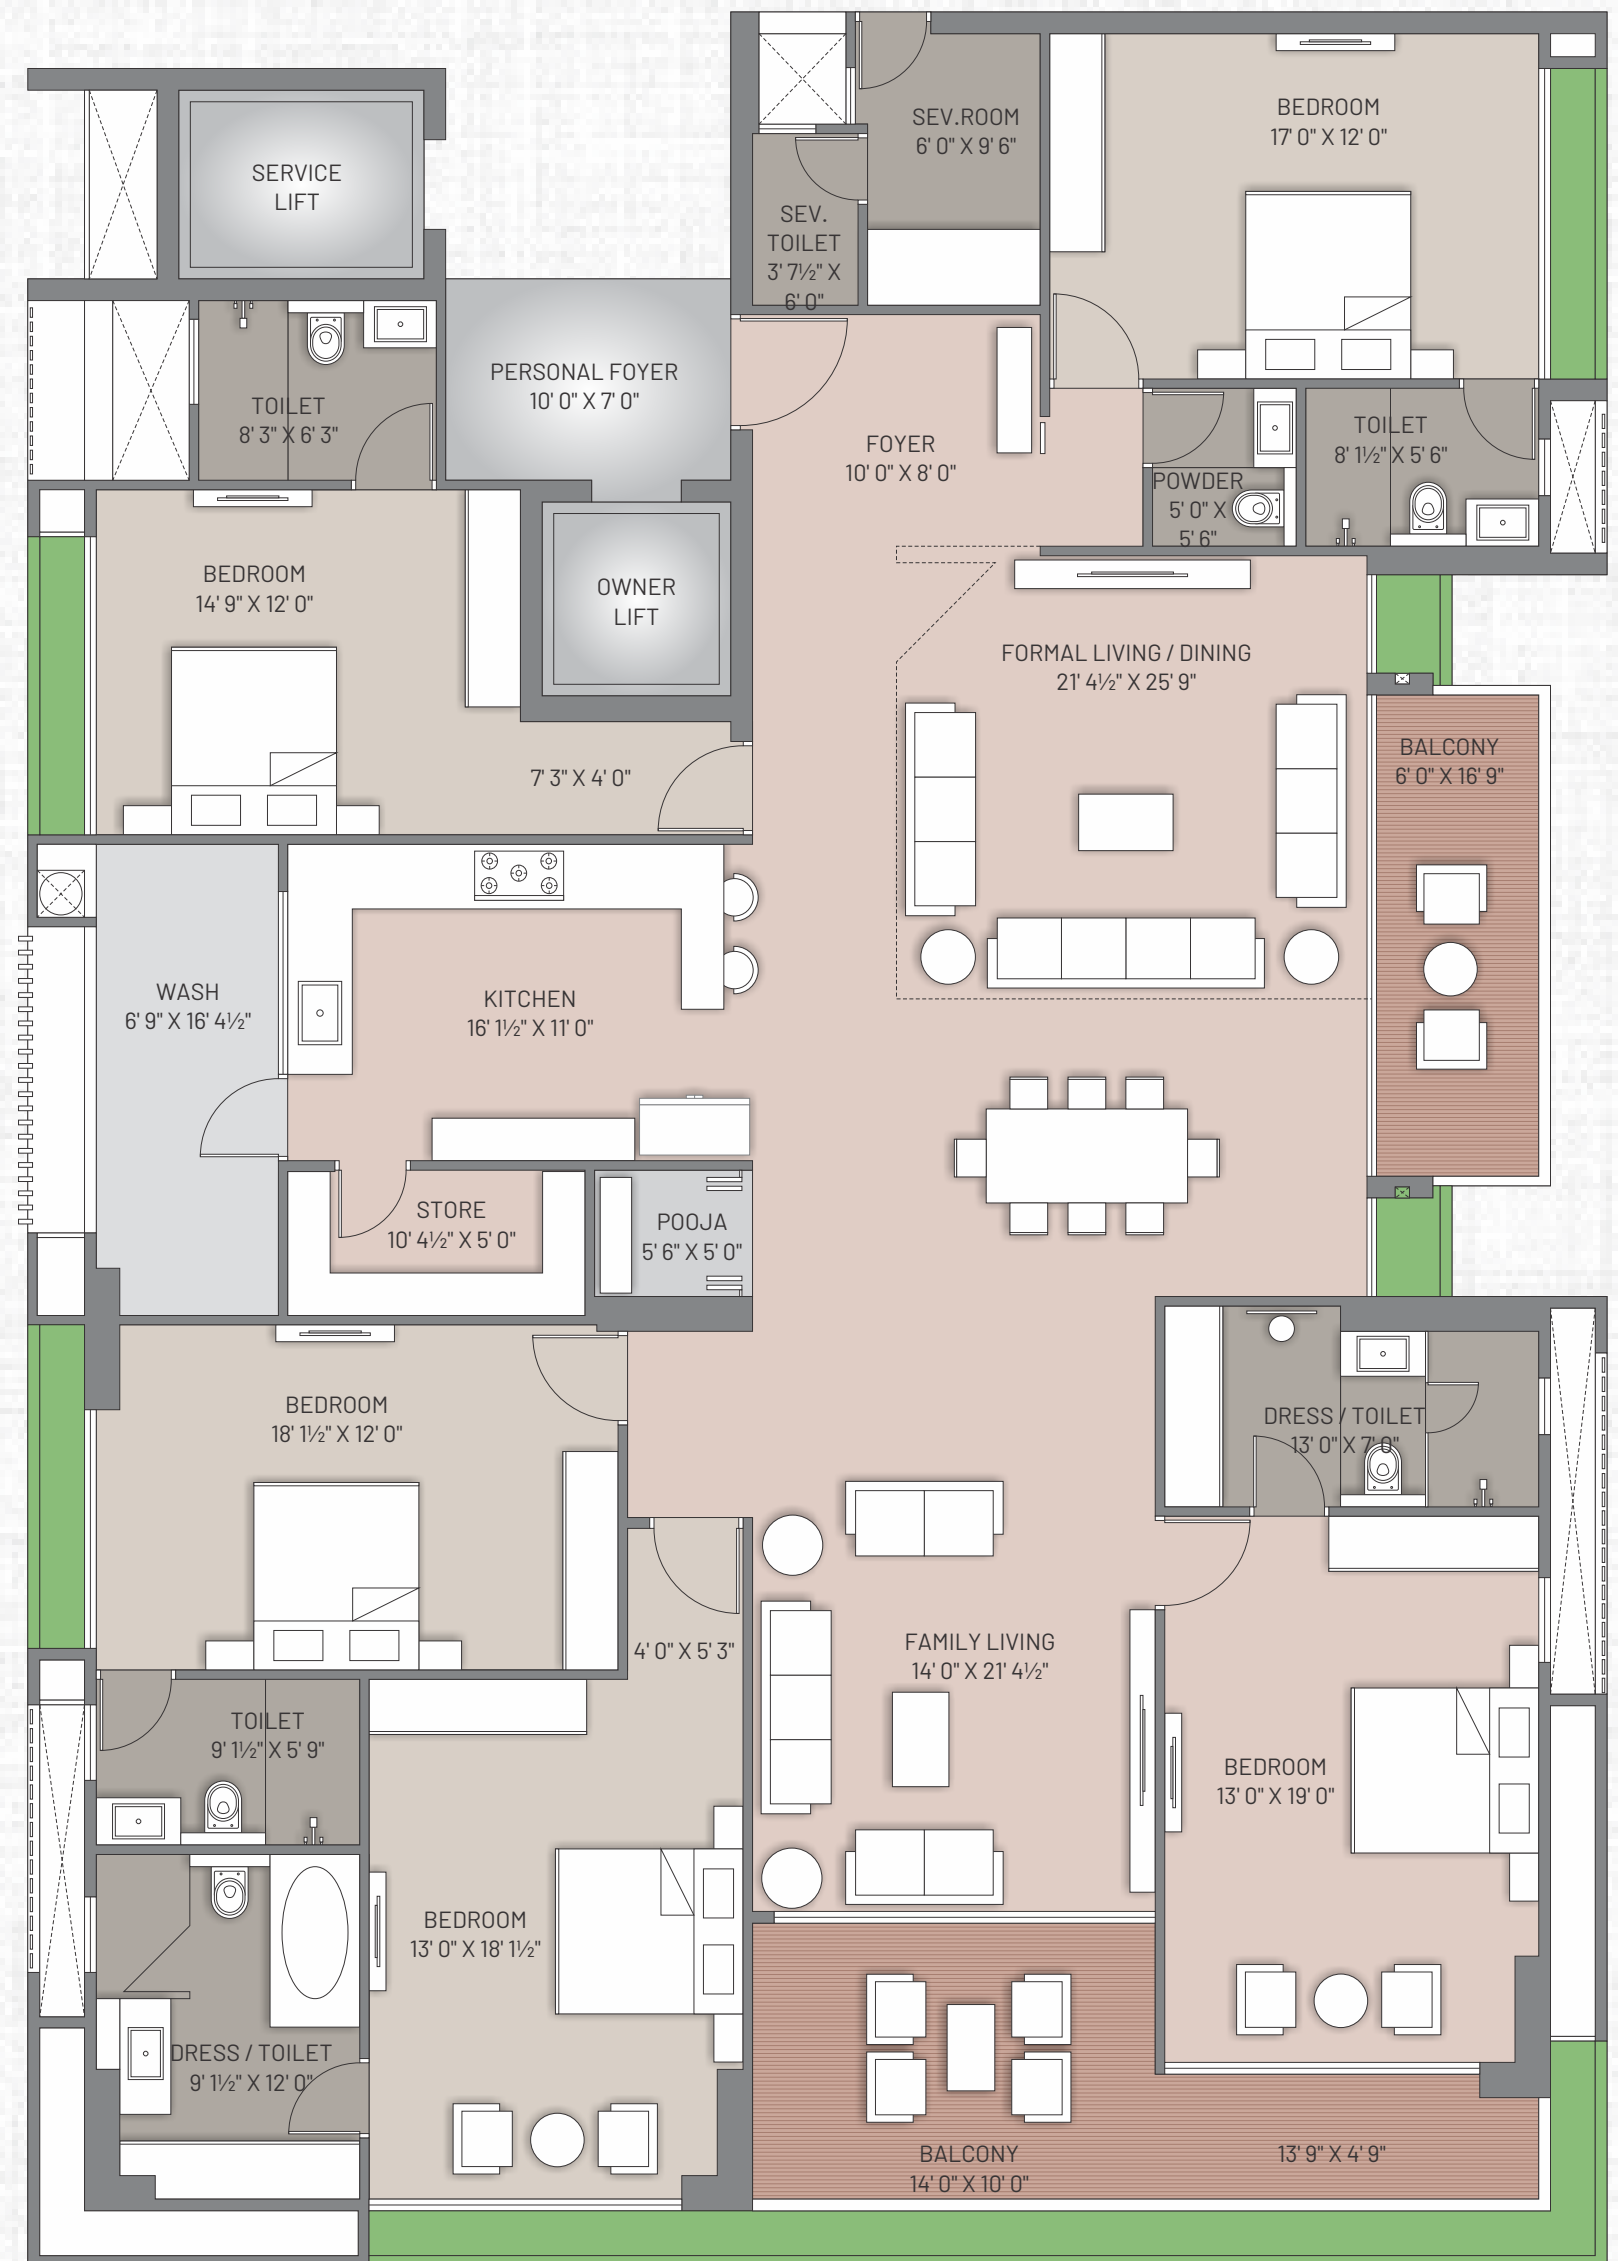 SEV.ROOM
6' 0" X 9' 6"
BEDROOM
17' 0" X 12' 0"
SERVICE
LIFT
SEV.
TOILET
3' 7½" X
6' 0"
PERSONAL FOYER
10' 0" X 7' 0"
TOILET
8' 3" X 6' 3"
FOYER
10' 0" X 8' 0"
POWDER
5' 0" X
5' 6"
TOILET
8' 1½" X 5' 6"
BEDROOM
14' 9" X 12' 0"
OWNER
LIFT
FORMAL LIVING / DINING
21' 4½" X 25' 9"
7' 3" X 4' 0"
BALCONY
6' 0" X 16' 9"
WASH
6' 9" X 16' 4½"
KITCHEN
16' 1½" X 11' 0"
STORE
10' 4½" X 5' 0"
POOJA
5' 6" X 5' 0"
BEDROOM
18' 1½" X 12' 0"
DRESS / TOILET
13' 0" X 7' 0"
4' 0" X 5' 3"
FAMILY LIVING
14' 0" X 21' 4½"
TOILET
9' 1½" X 5' 9"
BEDROOM
13' 0" X 19' 0"
BEDROOM
13' 0" X 18' 1½"
DRESS / TOILET
9' 1½" X 12' 0"
BALCONY
14' 0" X 10' 0"
13' 9" X 4' 9"